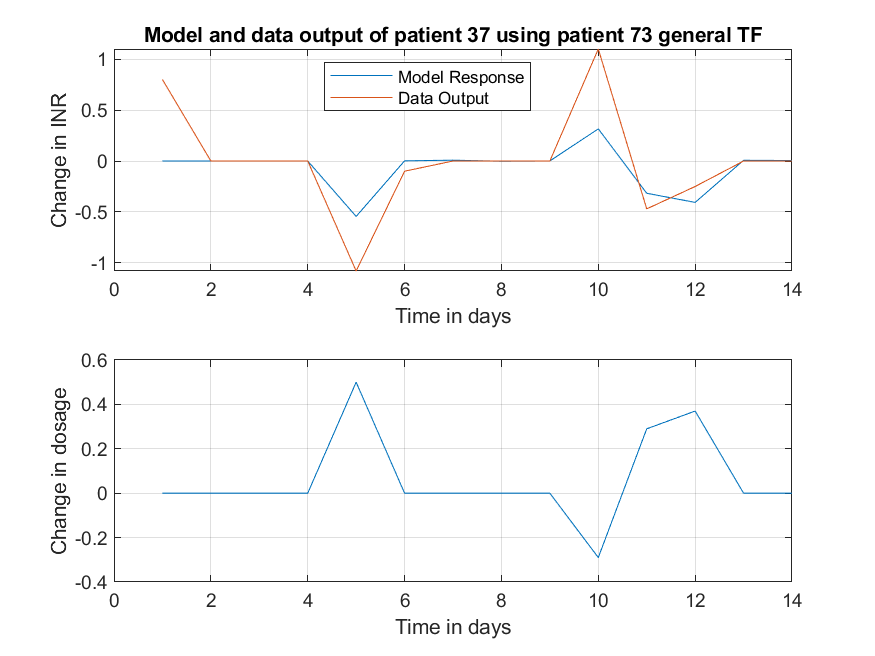 Model and data output of patient 37 using patient 73 general TF
1
0.5
0
-0.5
-1
Change in INR
Model Response
Data Output
0 2 4 6 8 10 12 14
Time in days
0.6
0.4
0.2
0
-0.2
-0.4
Change in dosage
0 2 4 6 8 10 12 14
Time in days